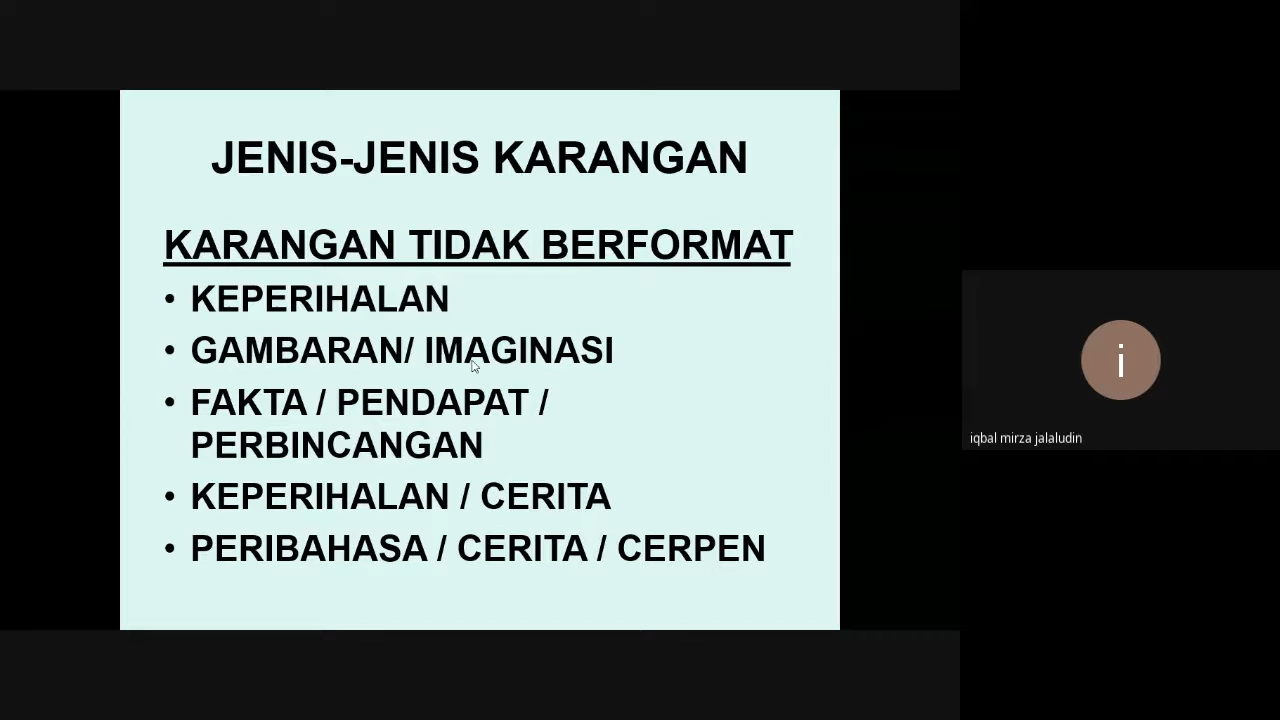 JENIS-JENIS KARANGAN
KARANGAN TIDAK BERFORMAT
• KEPERIHALAN
• GAMBARAN/ IMAGINASI
• FAKTA / PENDAPAT /
PERBINCANGAN
• KEPERIHALAN / CERITA
• PERIBAHASA / CERITA / CERPEN
i
iqbal mirza jalaludin